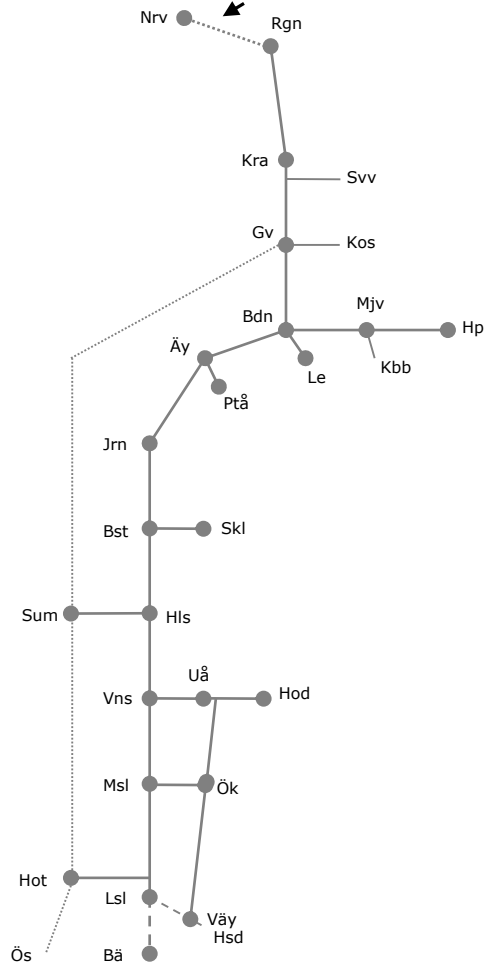 Nrv
Rgn
Kra
Svv
Gv
Kos
Bdn
Mjv
Hp
Äy
Kbb
Le
Ptå
Jrn
Bst
Skl
Sum
Hls
Uå
Vns
Hod
Msl
Ök
Hot
Lsl
Väy
Hsd
Ös
Bä